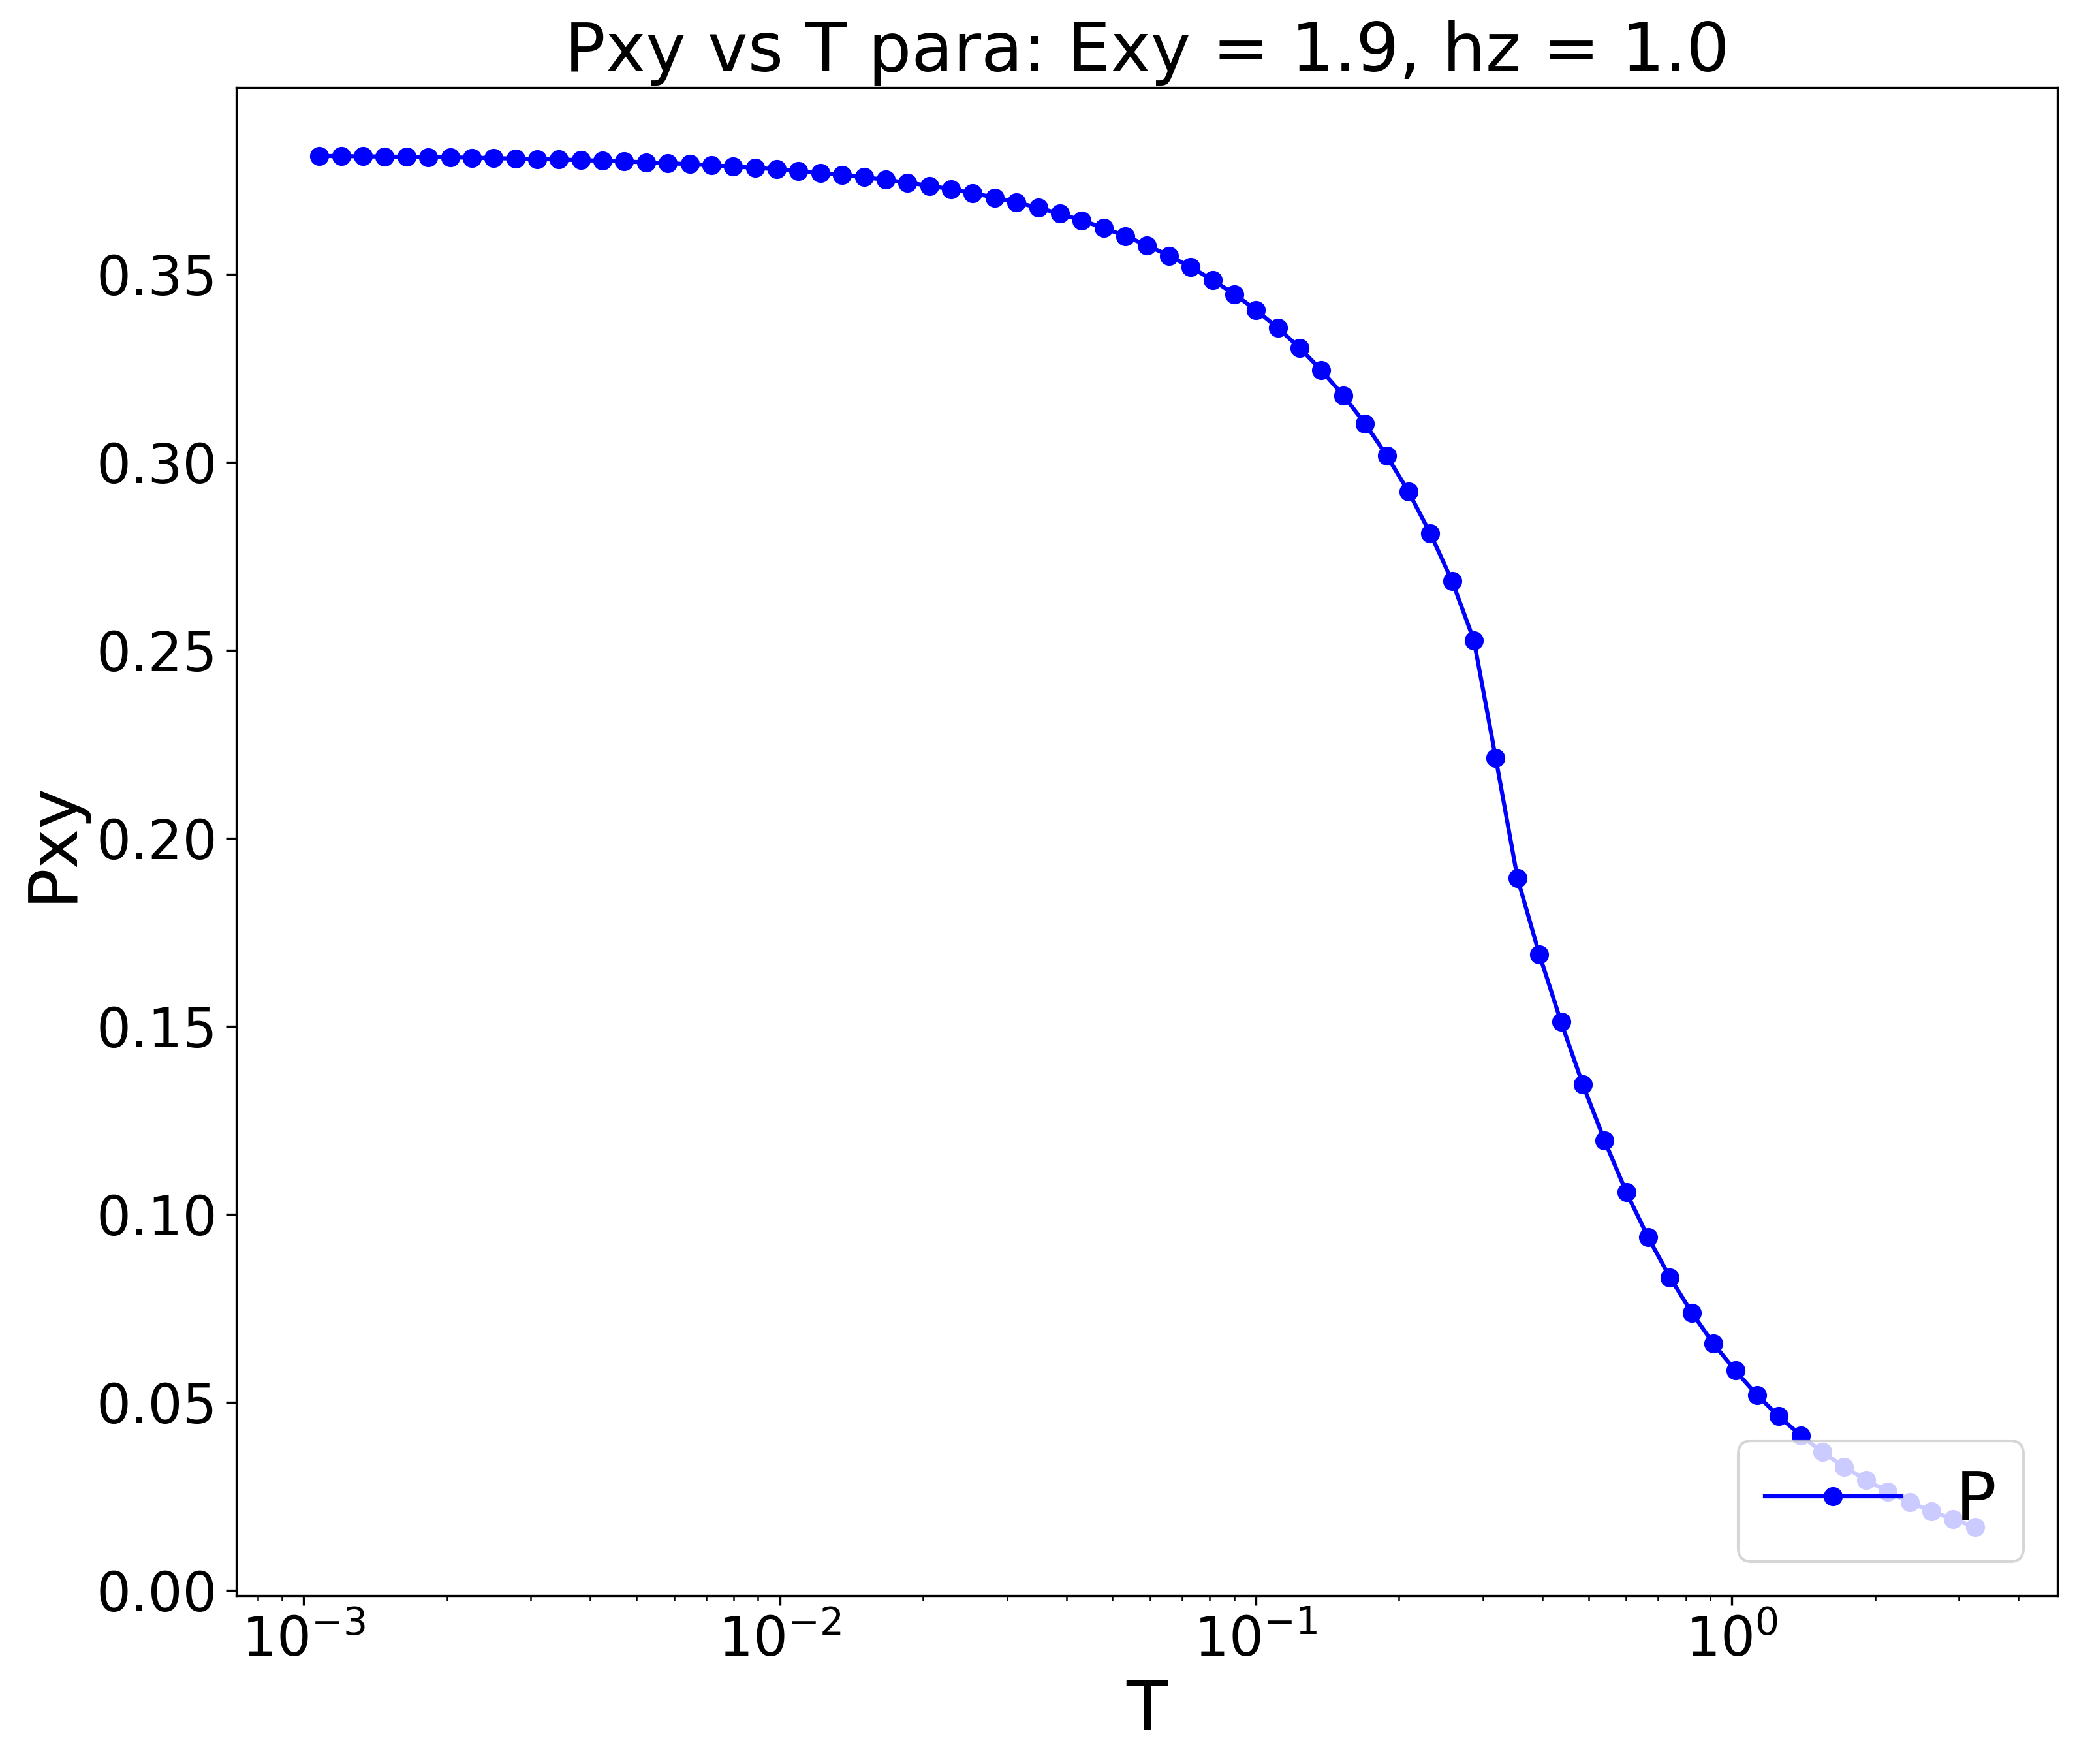 Pxy vs T para: Exy = 1.9, hz = 1.0
Pxy
0.35
0.30
0.25
0.20
0.15
0.10
0.05
0.00
P
10⁻³ 10⁻² 10⁻¹ 10⁰
T